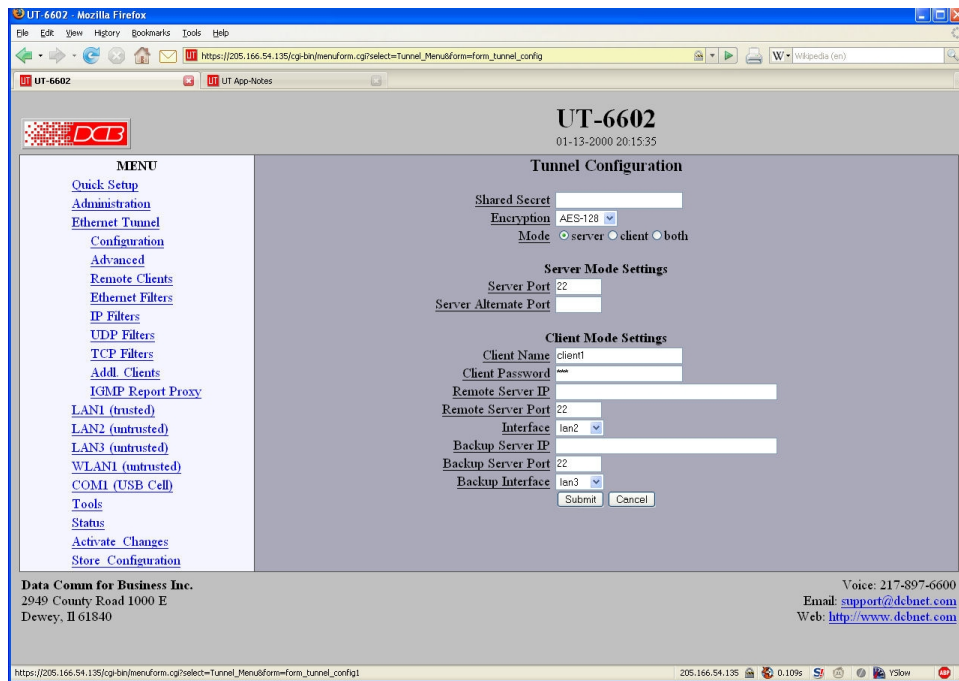 UT-6602 - Mozilla Firefox
File Edit View History Bookmarks Tools Help
https://205.166.54.135/cgi-bin/menuform.cgi?select=Tunnel_Menu&form=form_tunnel_config
W Wikipedia (en)
UT UT-6602
UT UT App-Notes
DCB
UT-6602
01-13-2000 20:15:35
MENU
Quick Setup
Administration
Ethernet Tunnel
Configuration
Advanced
Remote Clients
Ethernet Filters
IP Filters
UDP Filters
TCP Filters
Addl. Clients
IGMP Report Proxy
LAN1 (trusted)
LAN2 (untrusted)
LAN3 (untrusted)
WLAN1 (untrusted)
COM1 (USB Cell)
Tools
Status
Activate Changes
Store Configuration
Tunnel Configuration
Shared Secret
Encryption AES-128
Mode server client both
Server Mode Settings
Server Port 22
Server Alternate Port
Client Mode Settings
Client Name client1
Client Password ****
Remote Server IP
Remote Server Port 22
Interface lan2
Backup Server IP
Backup Server Port 22
Backup Interface lan3
Submit Cancel
Data Comm for Business Inc.
2949 County Road 1000 E
Dewey, Il 61840
Voice: 217-897-6600
Email: support@dcbnet.com
Web: http://www.dcbnet.com
https://205.166.54.135/cgi-bin/menuform.cgi?select=Tunnel_Menu&form=form_tunnel_config1
205.166.54.135 0.109s YSlow ABP